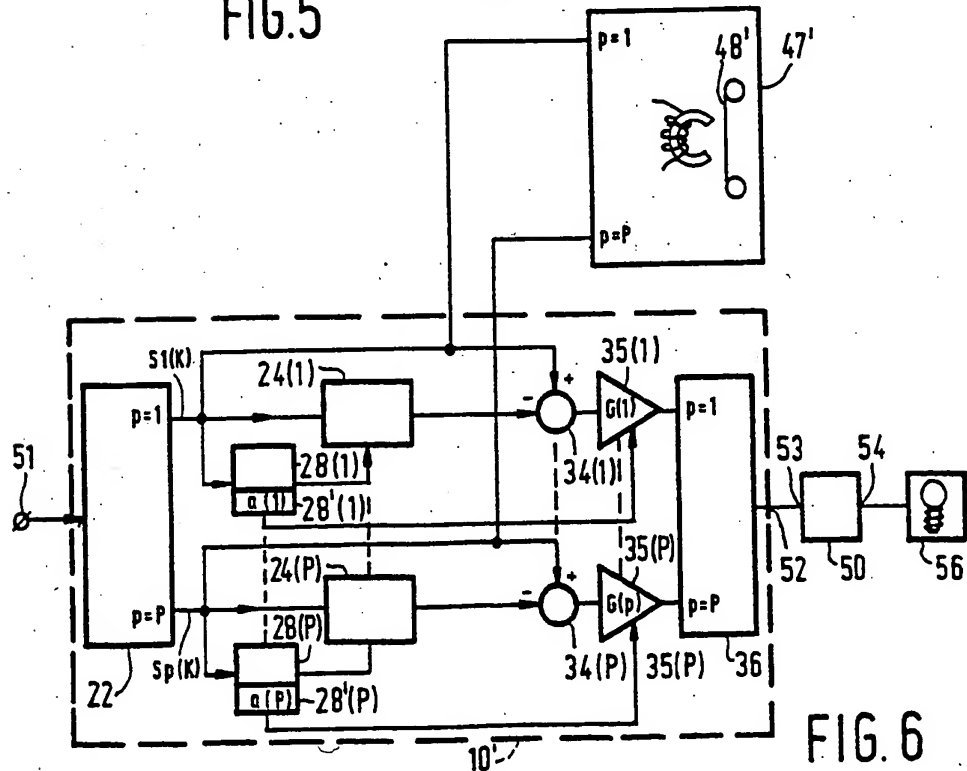 FIG.5
p=1
48'
47'
p=P
S1(K)
24(1)
35(1)
p=1
+
-
G(1)
p=1
51
28(1)
a(1)
28'(1)
34(1)
53
54
24(P)
35(P)
+
-
G(p)
52
50
56
p=P
28(P)
p=P
Sp(K)
a(P)
28'(P)
34(P)
35(P)
36
22
10'
FIG. 6